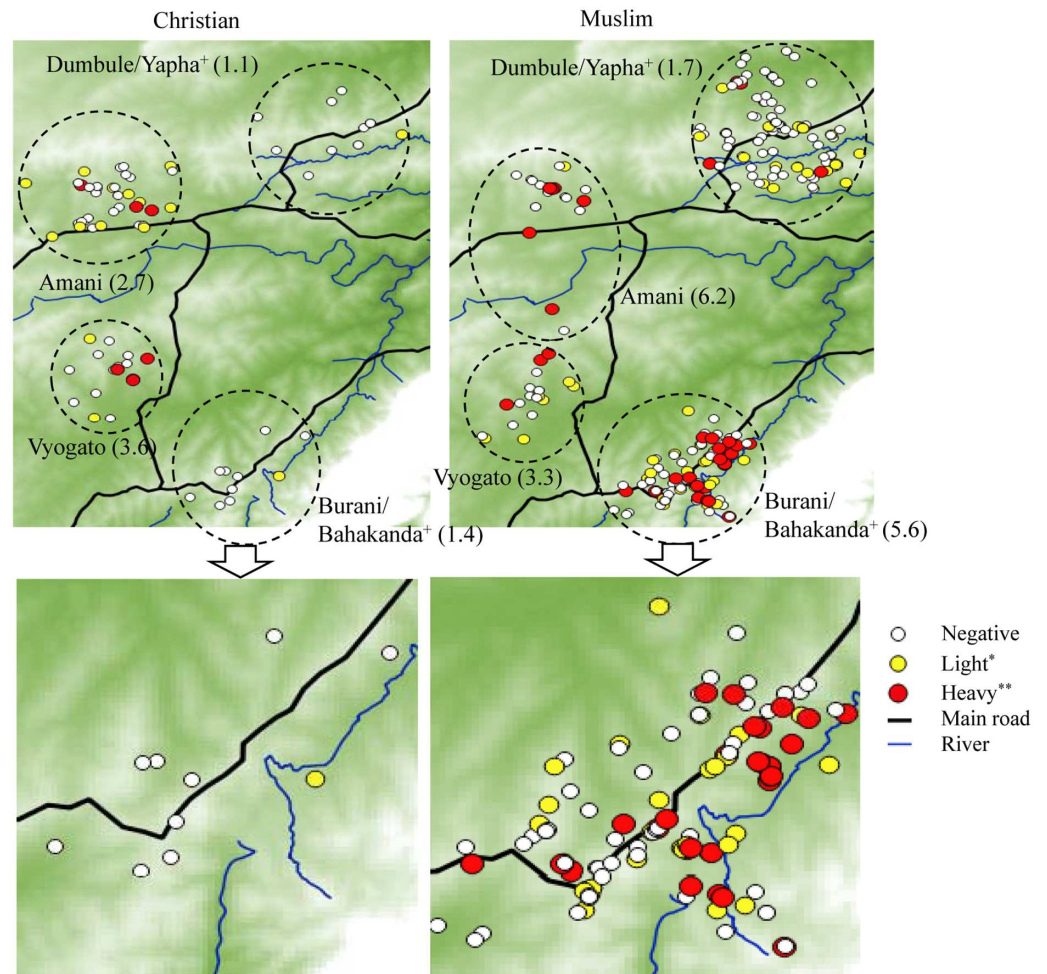 Christian
Muslim
Dumbule/Yapha⁺ (1.1)
Dumbule/Yapha⁺ (1.7)
Amani (2.7)
Amani (6.2)
Vyogato (3.6)
Vyogato (3.3)
Burani/
Bahakanda⁺ (1.4)
Burani/
Bahakanda⁺ (5.6)
Negative
Light*
Heavy**
Main road
River